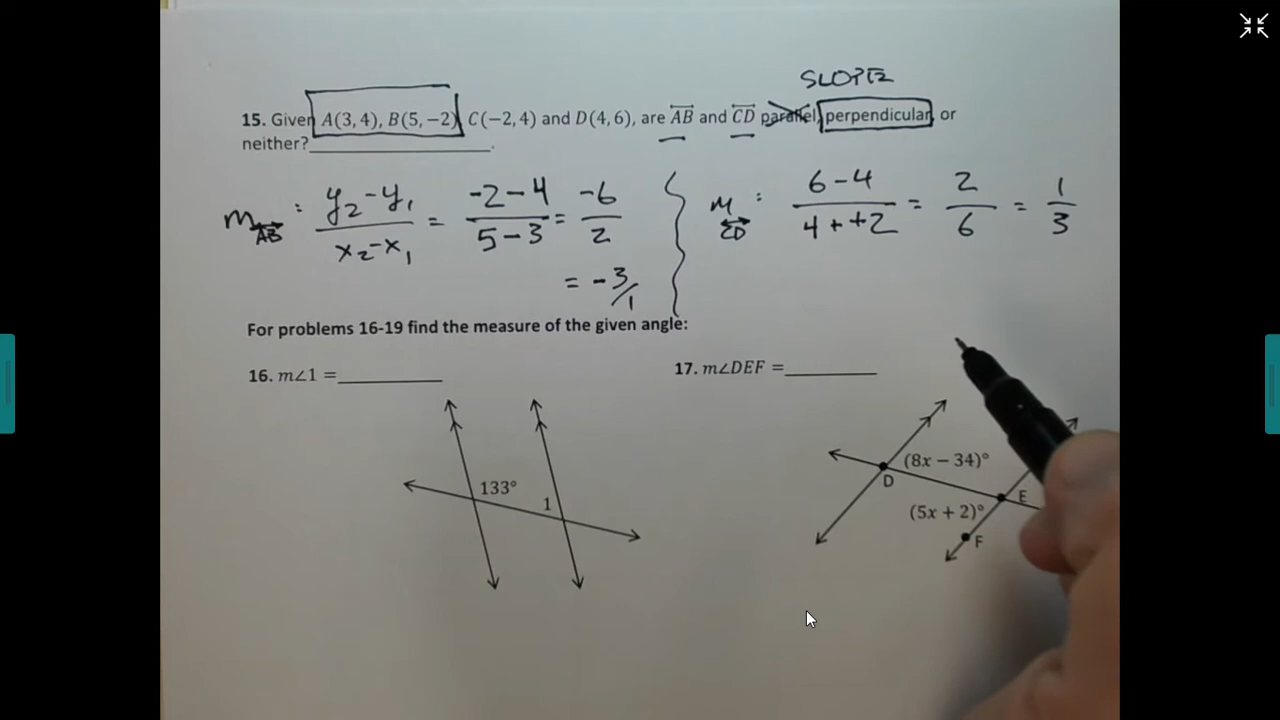 SLOPE
15. Given A(3, 4), B(5, −2) C(−2, 4) and D(4, 6), are AB and CD parallel, perpendicular, or
neither?
m AB : y2 − y1 / x2 − x1 = −2 − 4 / 5 − 3 = −6 / 2
= −3/1
m CD : 6 − 4 / 4 + +2 = 2 / 6 = 1 / 3
For problems 16-19 find the measure of the given angle:
16. m∠1 =
17. m∠DEF =
133°
1
(8x − 34)°
D
E
(5x + 2)°
F